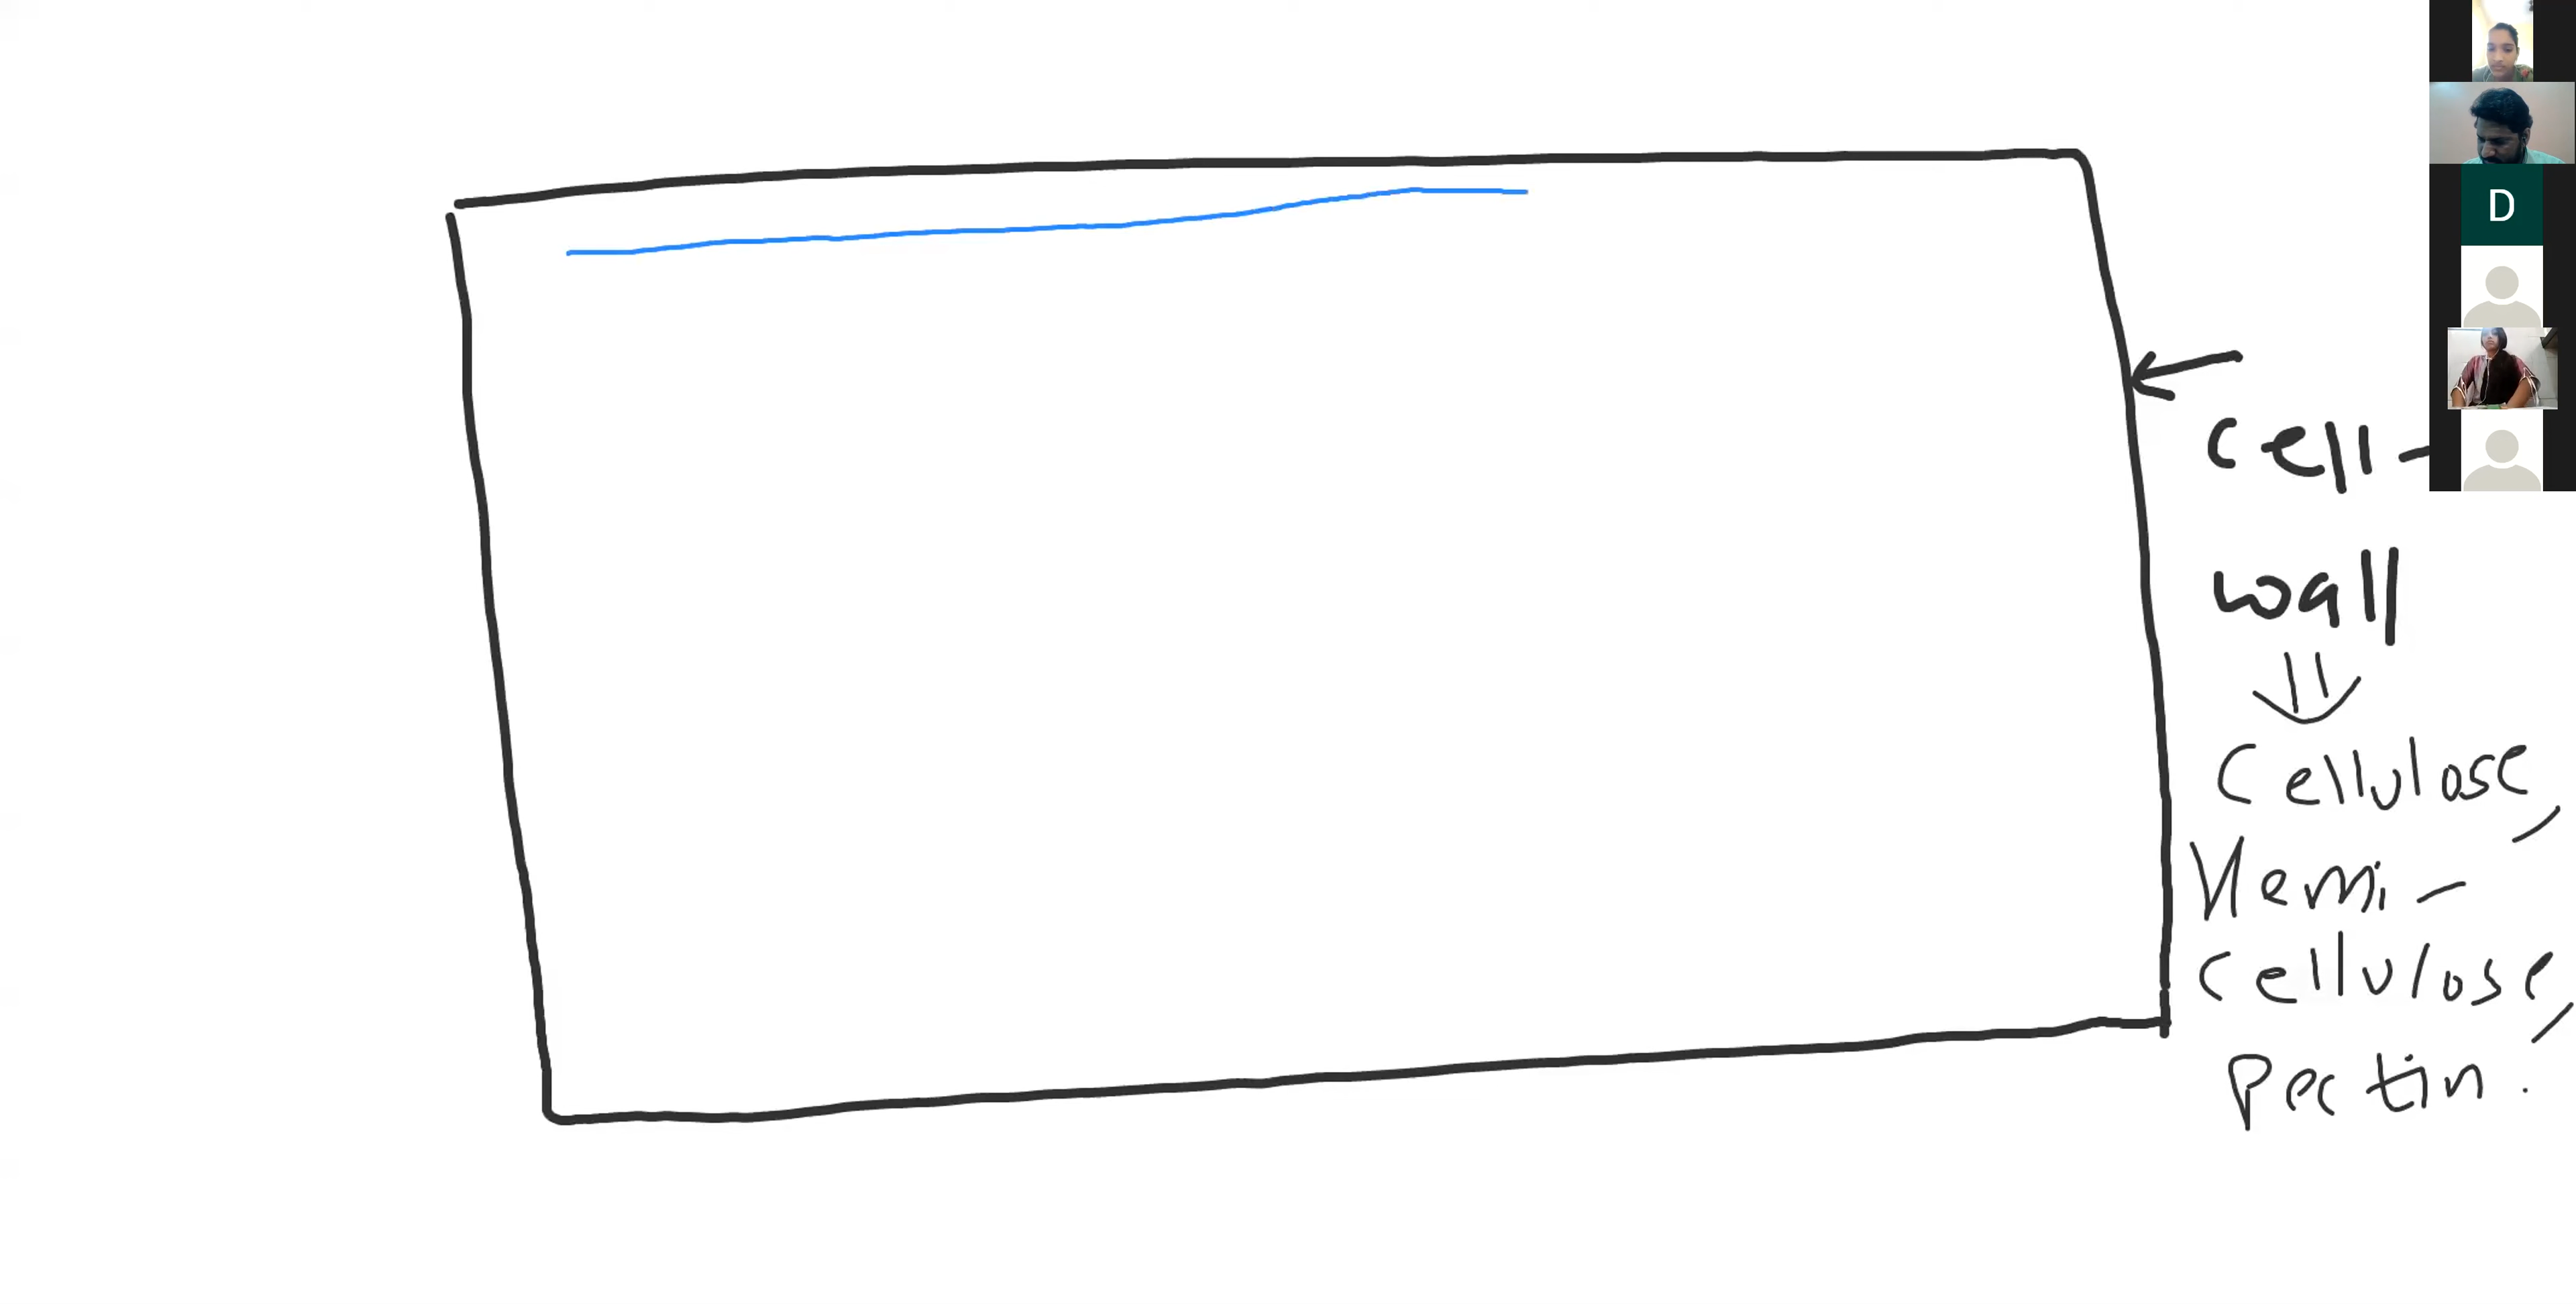 D
cell-
wall
Cellulose,
Hemi-
cellulose,
pectin.